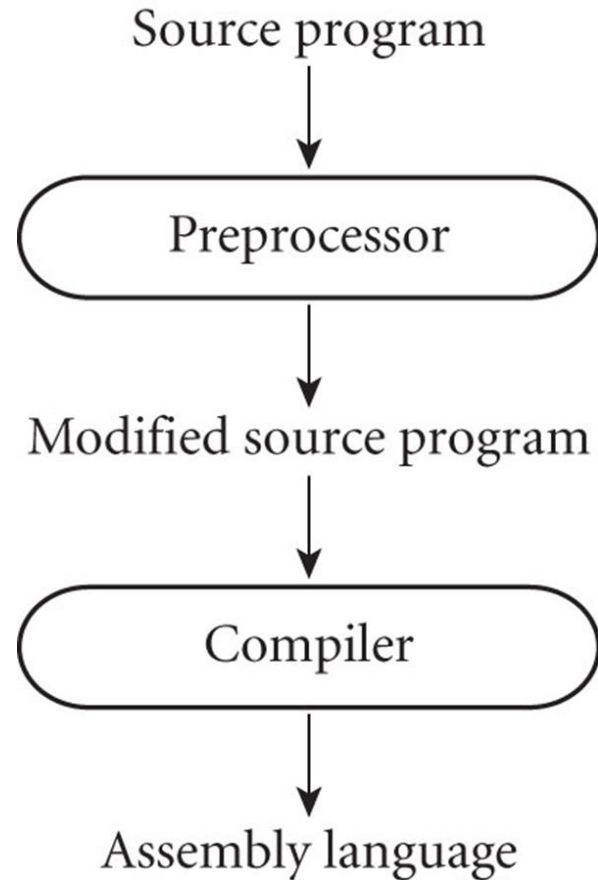 Source program
Preprocessor
Modified source program
Compiler
Assembly language